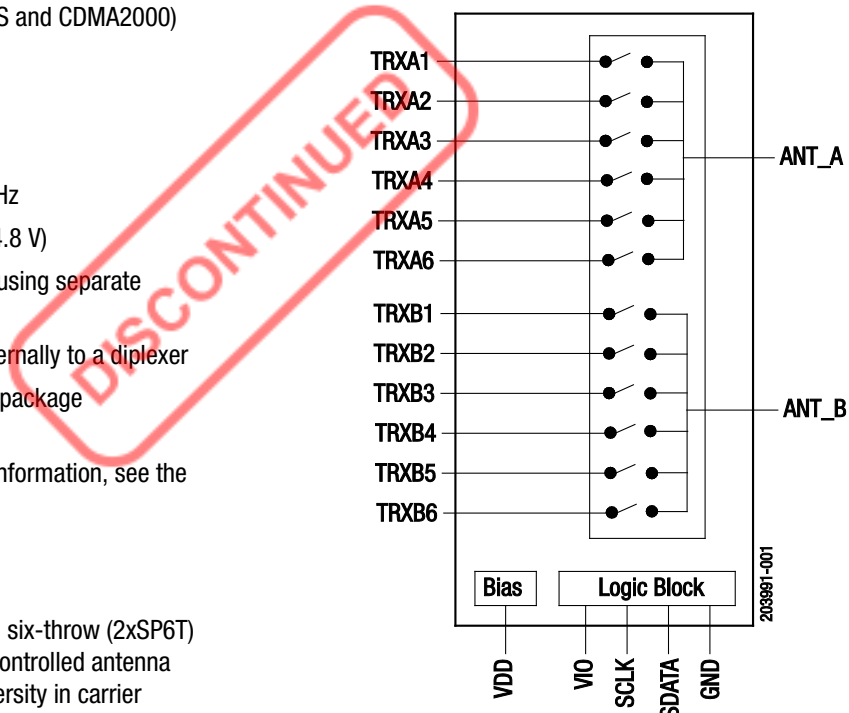 S and CDMA2000)
Hz
4.8 V)
using separate
ernally to a diplexer
package
nformation, see the
six-throw (2xSP6T)
controlled antenna
ersity in carrier
DISCONTINUED
TRXA1
TRXA2
TRXA3
TRXA4
TRXA5
TRXA6
ANT_A
TRXB1
TRXB2
TRXB3
TRXB4
TRXB5
TRXB6
ANT_B
Bias
Logic Block
VDD
VIO
SCLK
SDATA
GND
203991-001